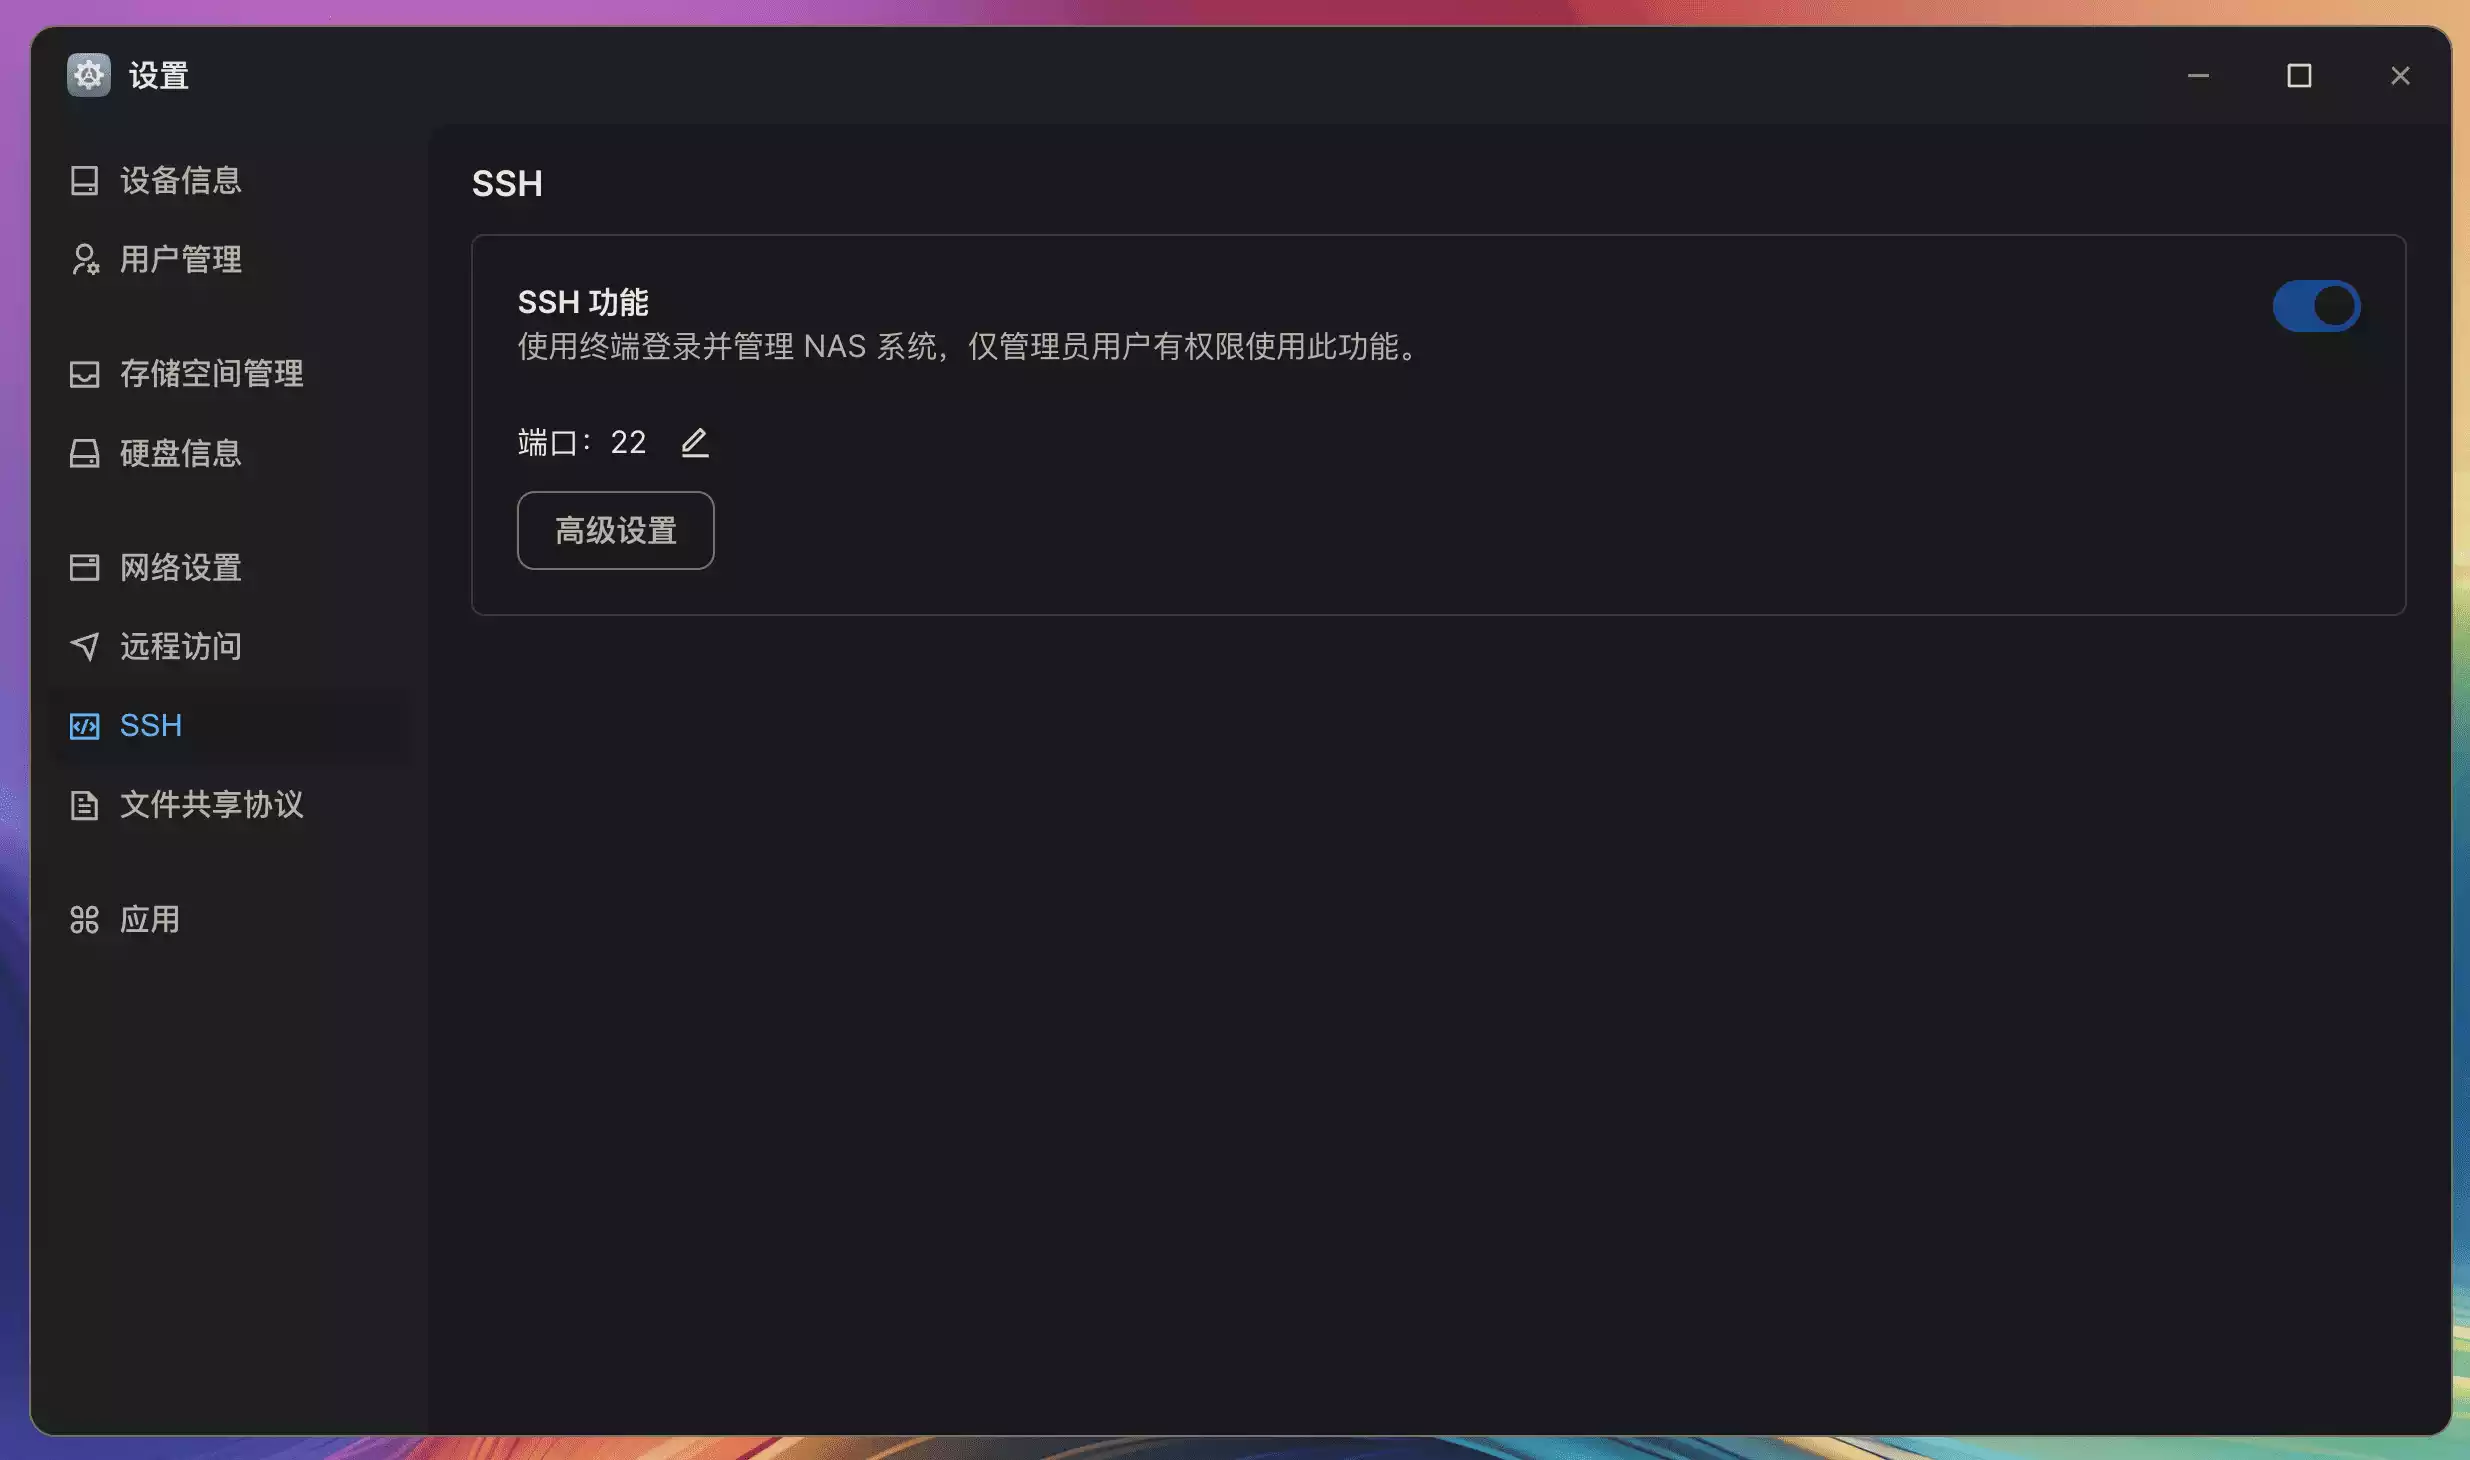 设置
设备信息
用户管理
存储空间管理
硬盘信息
网络设置
远程访问
SSH
文件共享协议
应用
SSH
SSH 功能
使用终端登录并管理 NAS 系统，仅管理员用户有权限使用此功能。
端口：22
高级设置